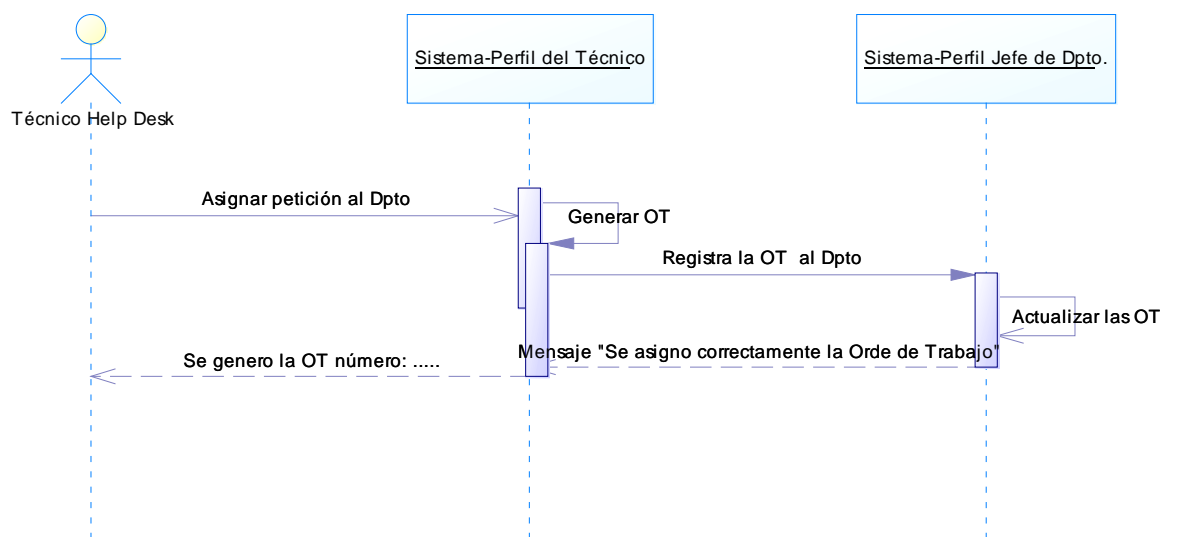 Sistema-Perfil del Técnico
Sistema-Perfil Jefe de Dpto.
Técnico Help Desk
Asignar petición al Dpto
Generar OT
Registra la OT al Dpto
Actualizar las OT
Mensaje "Se asigno correctamente la Orde de Trabajo"
Se genero la OT número: .....